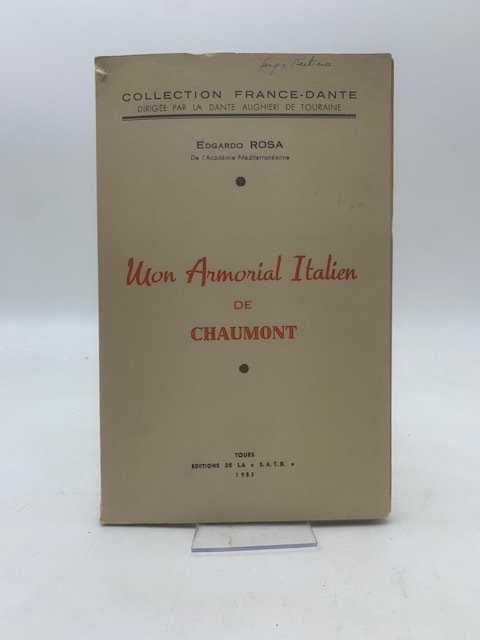 COLLECTION FRANCE-DANTE
DIRIGÉE PAR LA DANTE ALIGHIERI DE TOURAINE
EDGARDO ROSA
De l'Académie Méditerranéenne
Mon Armorial Italien
DE
CHAUMONT
TOURS
EDITIONS DE LA « S.A.T.R. »
1953